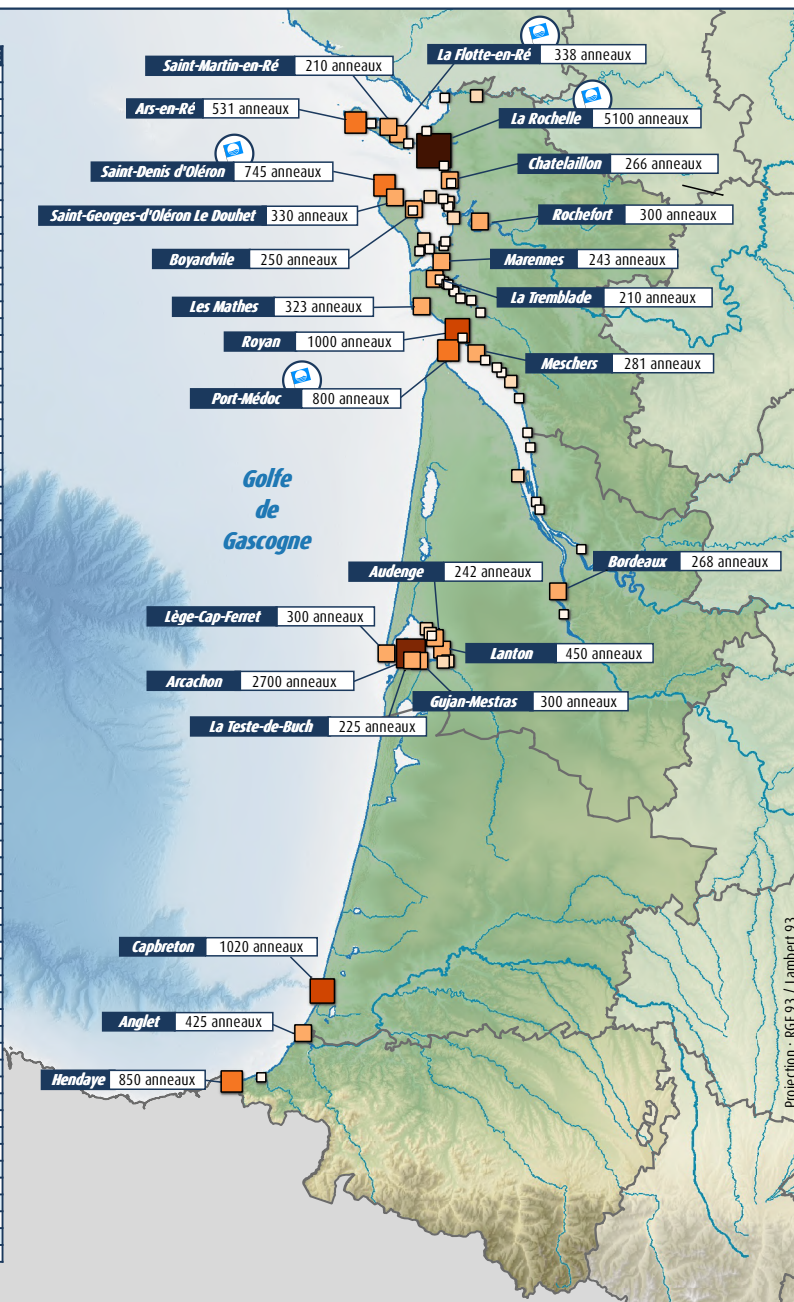 La Flotte-en-Ré 338 anneaux
Saint-Martin-en-Ré 210 anneaux
Ars-en-Ré 531 anneaux
La Rochelle 5100 anneaux
Chatelaillon 266 anneaux
Saint-Denis d'Oléron 745 anneaux
Saint-Georges-d'Oléron Le Douhet 330 anneaux
Rochefort 300 anneaux
Boyardvile 250 anneaux
Marennes 243 anneaux
La Tremblade 210 anneaux
Les Mathes 323 anneaux
Royan 1000 anneaux
Meschers 281 anneaux
Port-Médoc 800 anneaux
Golfe
de
Gascogne
Bordeaux 268 anneaux
Audenge 242 anneaux
Lège-Cap-Ferret 300 anneaux
Lanton 450 anneaux
Arcachon 2700 anneaux
Gujan-Mestras 300 anneaux
La Teste-de-Buch 225 anneaux
Capbreton 1020 anneaux
Anglet 425 anneaux
Hendaye 850 anneaux
Projection : RGF 93 / Lambert 93